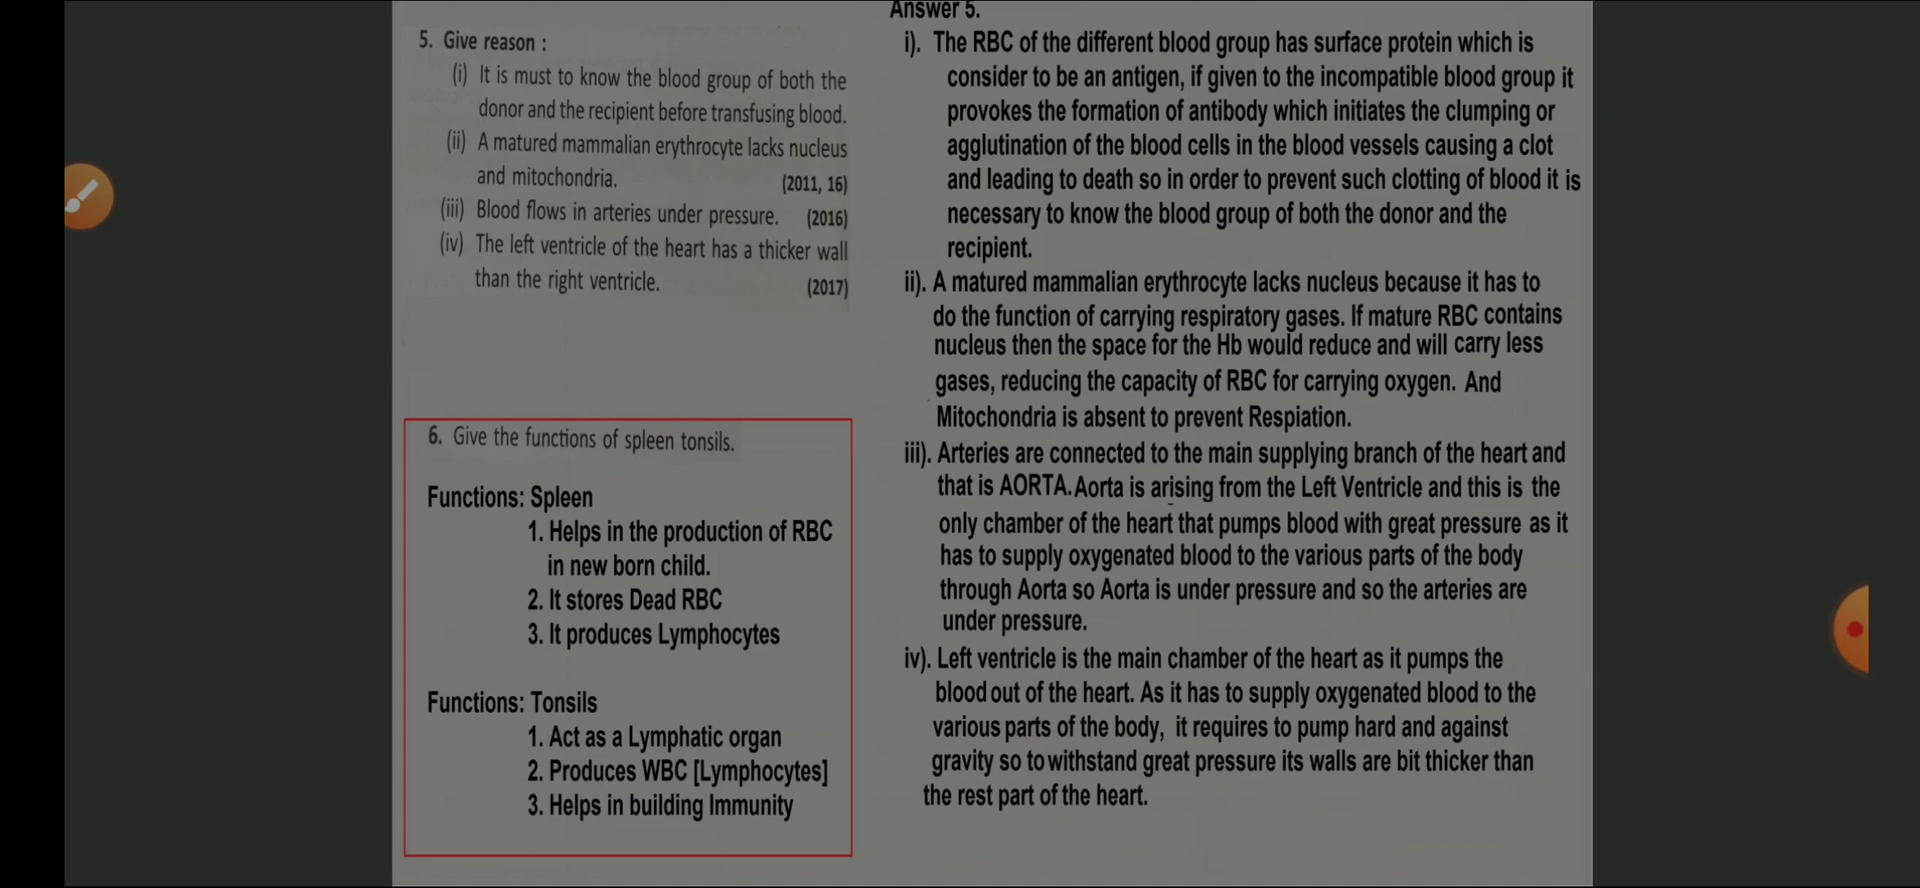 5. Give reason :
(i) It is must to know the blood group of both the
donor and the recipient before transfusing blood.
(ii) A matured mammalian erythrocyte lacks nucleus
and mitochondria. (2011, 16)
(iii) Blood flows in arteries under pressure. (2016)
(iv) The left ventricle of the heart has a thicker wall
than the right ventricle. (2017)
6. Give the functions of spleen tonsils.
Functions: Spleen
1. Helps in the production of RBC
in new born child.
2. It stores Dead RBC
3. It produces Lymphocytes
Functions: Tonsils
1. Act as a Lymphatic organ
2. Produces WBC [Lymphocytes]
3. Helps in building Immunity
Answer 5.
i). The RBC of the different blood group has surface protein which is
consider to be an antigen, if given to the incompatible blood group it
provokes the formation of antibody which initiates the clumping or
agglutination of the blood cells in the blood vessels causing a clot
and leading to death so in order to prevent such clotting of blood it is
necessary to know the blood group of both the donor and the
recipient.
ii). A matured mammalian erythrocyte lacks nucleus because it has to
do the function of carrying respiratory gases. If mature RBC contains
nucleus then the space for the Hb would reduce and will carry less
gases, reducing the capacity of RBC for carrying oxygen. And
Mitochondria is absent to prevent Respiation.
iii). Arteries are connected to the main supplying branch of the heart and
that is AORTA. Aorta is arising from the Left Ventricle and this is the
only chamber of the heart that pumps blood with great pressure as it
has to supply oxygenated blood to the various parts of the body
through Aorta so Aorta is under pressure and so the arteries are
under pressure.
iv). Left ventricle is the main chamber of the heart as it pumps the
blood out of the heart. As it has to supply oxygenated blood to the
various parts of the body, it requires to pump hard and against
gravity so to withstand great pressure its walls are bit thicker than
the rest part of the heart.